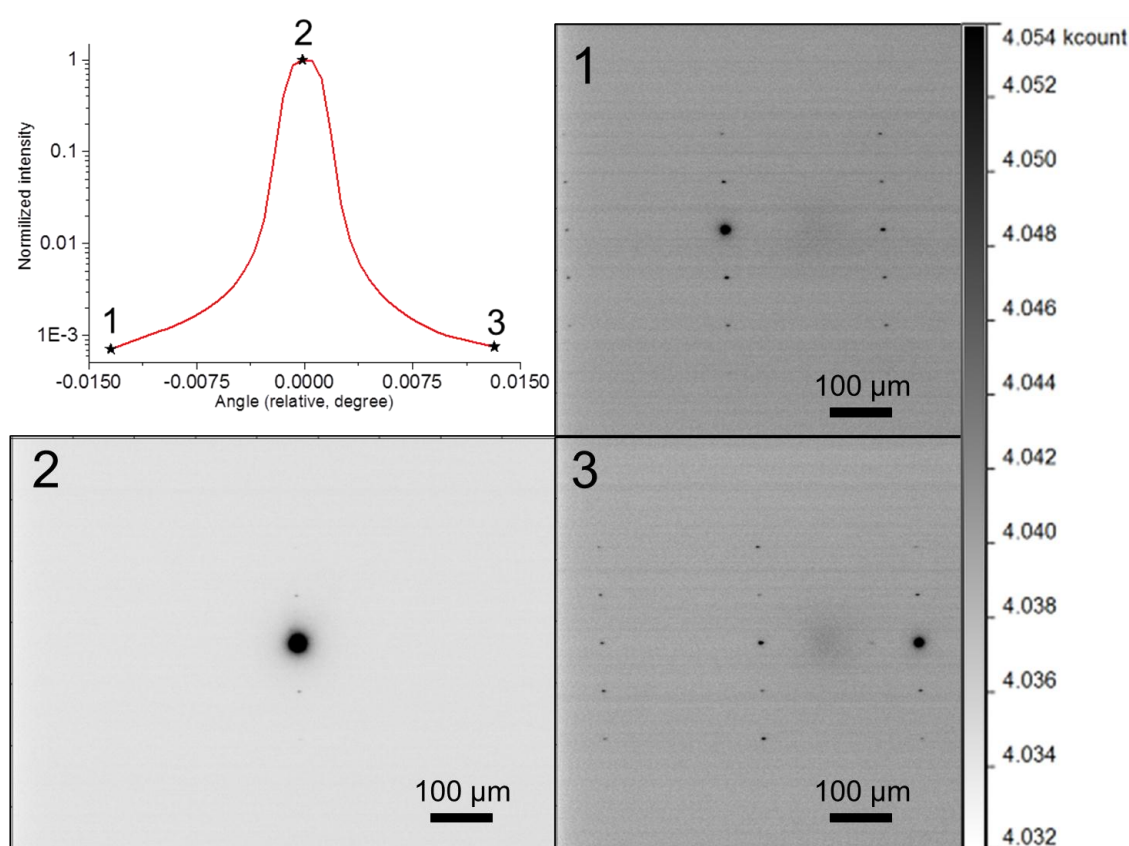 2
1
0.1
0.01
1E-3
Normilized intensity
1
3
-0.0150 -0.0075 0.0000 0.0075 0.0150
Angle (relative, degree)
1
100 µm
2
100 µm
3
100 µm
4.054 kcount
4.052
4.050
4.048
4.046
4.044
4.042
4.040
4.038
4.036
4.034
4.032